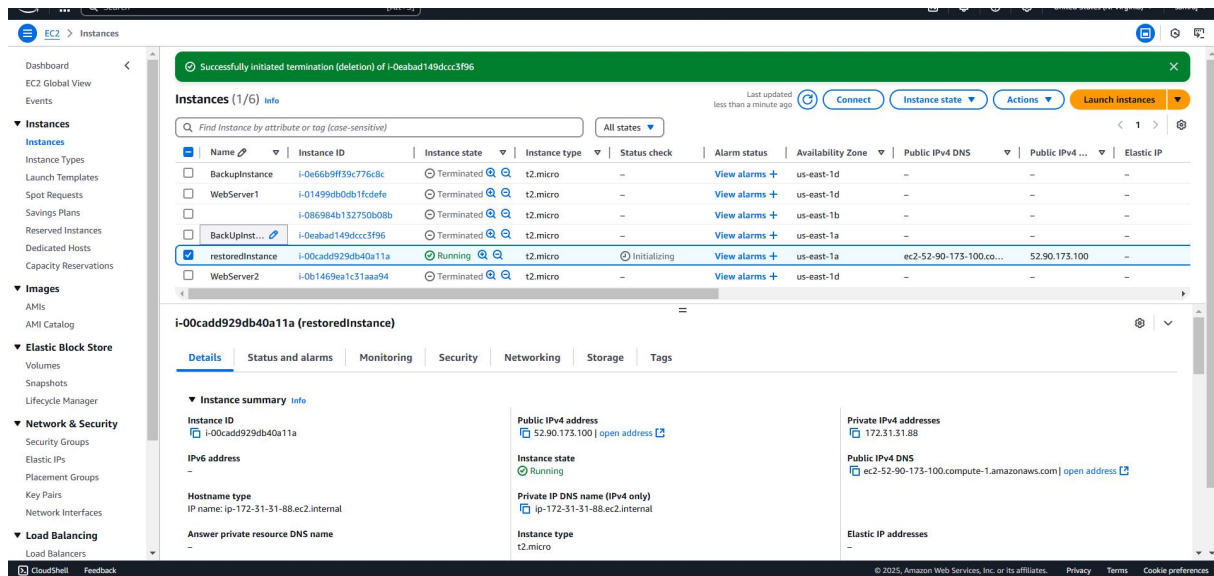 Search
EC2 > Instances
Dashboard
EC2 Global View
Events
Instances
Instances
Instance Types
Launch Templates
Spot Requests
Savings Plans
Reserved Instances
Dedicated Hosts
Capacity Reservations
Images
AMIs
AMI Catalog
Elastic Block Store
Volumes
Snapshots
Lifecycle Manager
Network & Security
Security Groups
Elastic IPs
Placement Groups
Key Pairs
Network Interfaces
Load Balancing
Load Balancers
Successfully initiated termination (deletion) of i-0eabad149dccc3f96
Instances (1/6) Info
Last updated
less than a minute ago
Connect Instance state Actions Launch instances
Find Instance by attribute or tag (case-sensitive) All states 1
Name Instance ID Instance state Instance type Status check Alarm status Availability Zone Public IPv4 DNS Public IPv4 ... Elastic IP
BackupInstance i-0e66b9ff39c776c8c Terminated t2.micro – View alarms + us-east-1d – – –
WebServer1 i-01499db0db1fcdefe Terminated t2.micro – View alarms + us-east-1d – – –
i-086984b132750b08b Terminated t2.micro – View alarms + us-east-1b – – –
BackUpInst... i-0eabad149dccc3f96 Terminated t2.micro – View alarms + us-east-1a – – –
restoredInstance i-00cadd929db40a11a Running t2.micro Initializing View alarms + us-east-1a ec2-52-90-173-100.co... 52.90.173.100 –
WebServer2 i-0b1469ea1c31aaa94 Terminated t2.micro – View alarms + us-east-1d – – –
i-00cadd929db40a11a (restoredInstance)
Details Status and alarms Monitoring Security Networking Storage Tags
Instance summary Info
Instance ID
i-00cadd929db40a11a
Public IPv4 address
52.90.173.100 | open address
Private IPv4 addresses
172.31.31.88
IPv6 address
–
Instance state
Running
Public IPv4 DNS
ec2-52-90-173-100.compute-1.amazonaws.com | open address
Hostname type
IP name: ip-172-31-31-88.ec2.internal
Private IP DNS name (IPv4 only)
ip-172-31-31-88.ec2.internal
Answer private resource DNS name
–
Instance type
t2.micro
Elastic IP addresses
–
CloudShell Feedback © 2025, Amazon Web Services, Inc. or its affiliates. Privacy Terms Cookie preferences